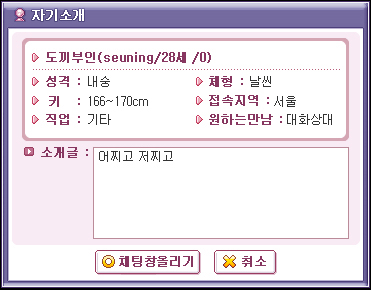 자기소개
도끼부인(seuning/28세 /0)
성격 : 내숭 체형 : 날씬
키 : 166~170cm 접속지역 : 서울
직업 : 기타 원하는만남 : 대화상대
소개글 : 어찌고 저찌고
채팅창올리기 취소